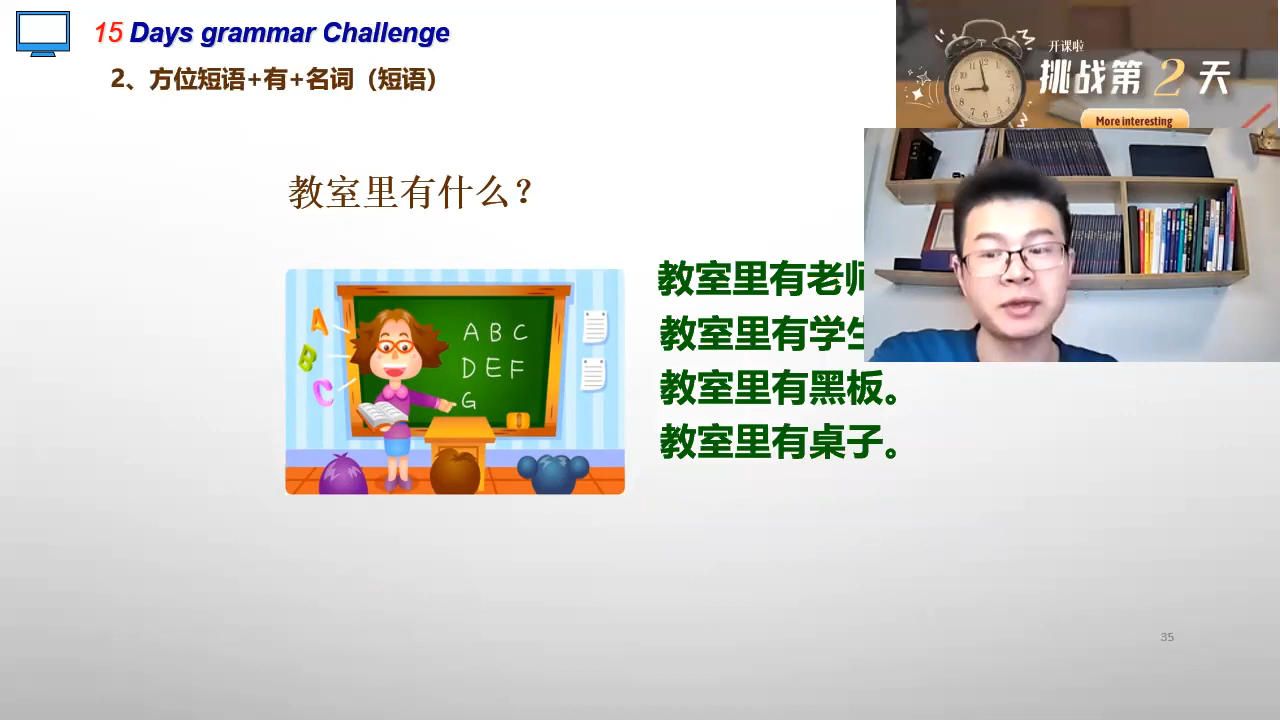 15 Days grammar Challenge
2、方位短语+有+名词（短语）
开课啦
挑战第2天
More interesting
教室里有什么？
教室里有老师
教室里有学生
教室里有黑板。
教室里有桌子。
A
B
C
A B C
D E F
G
35